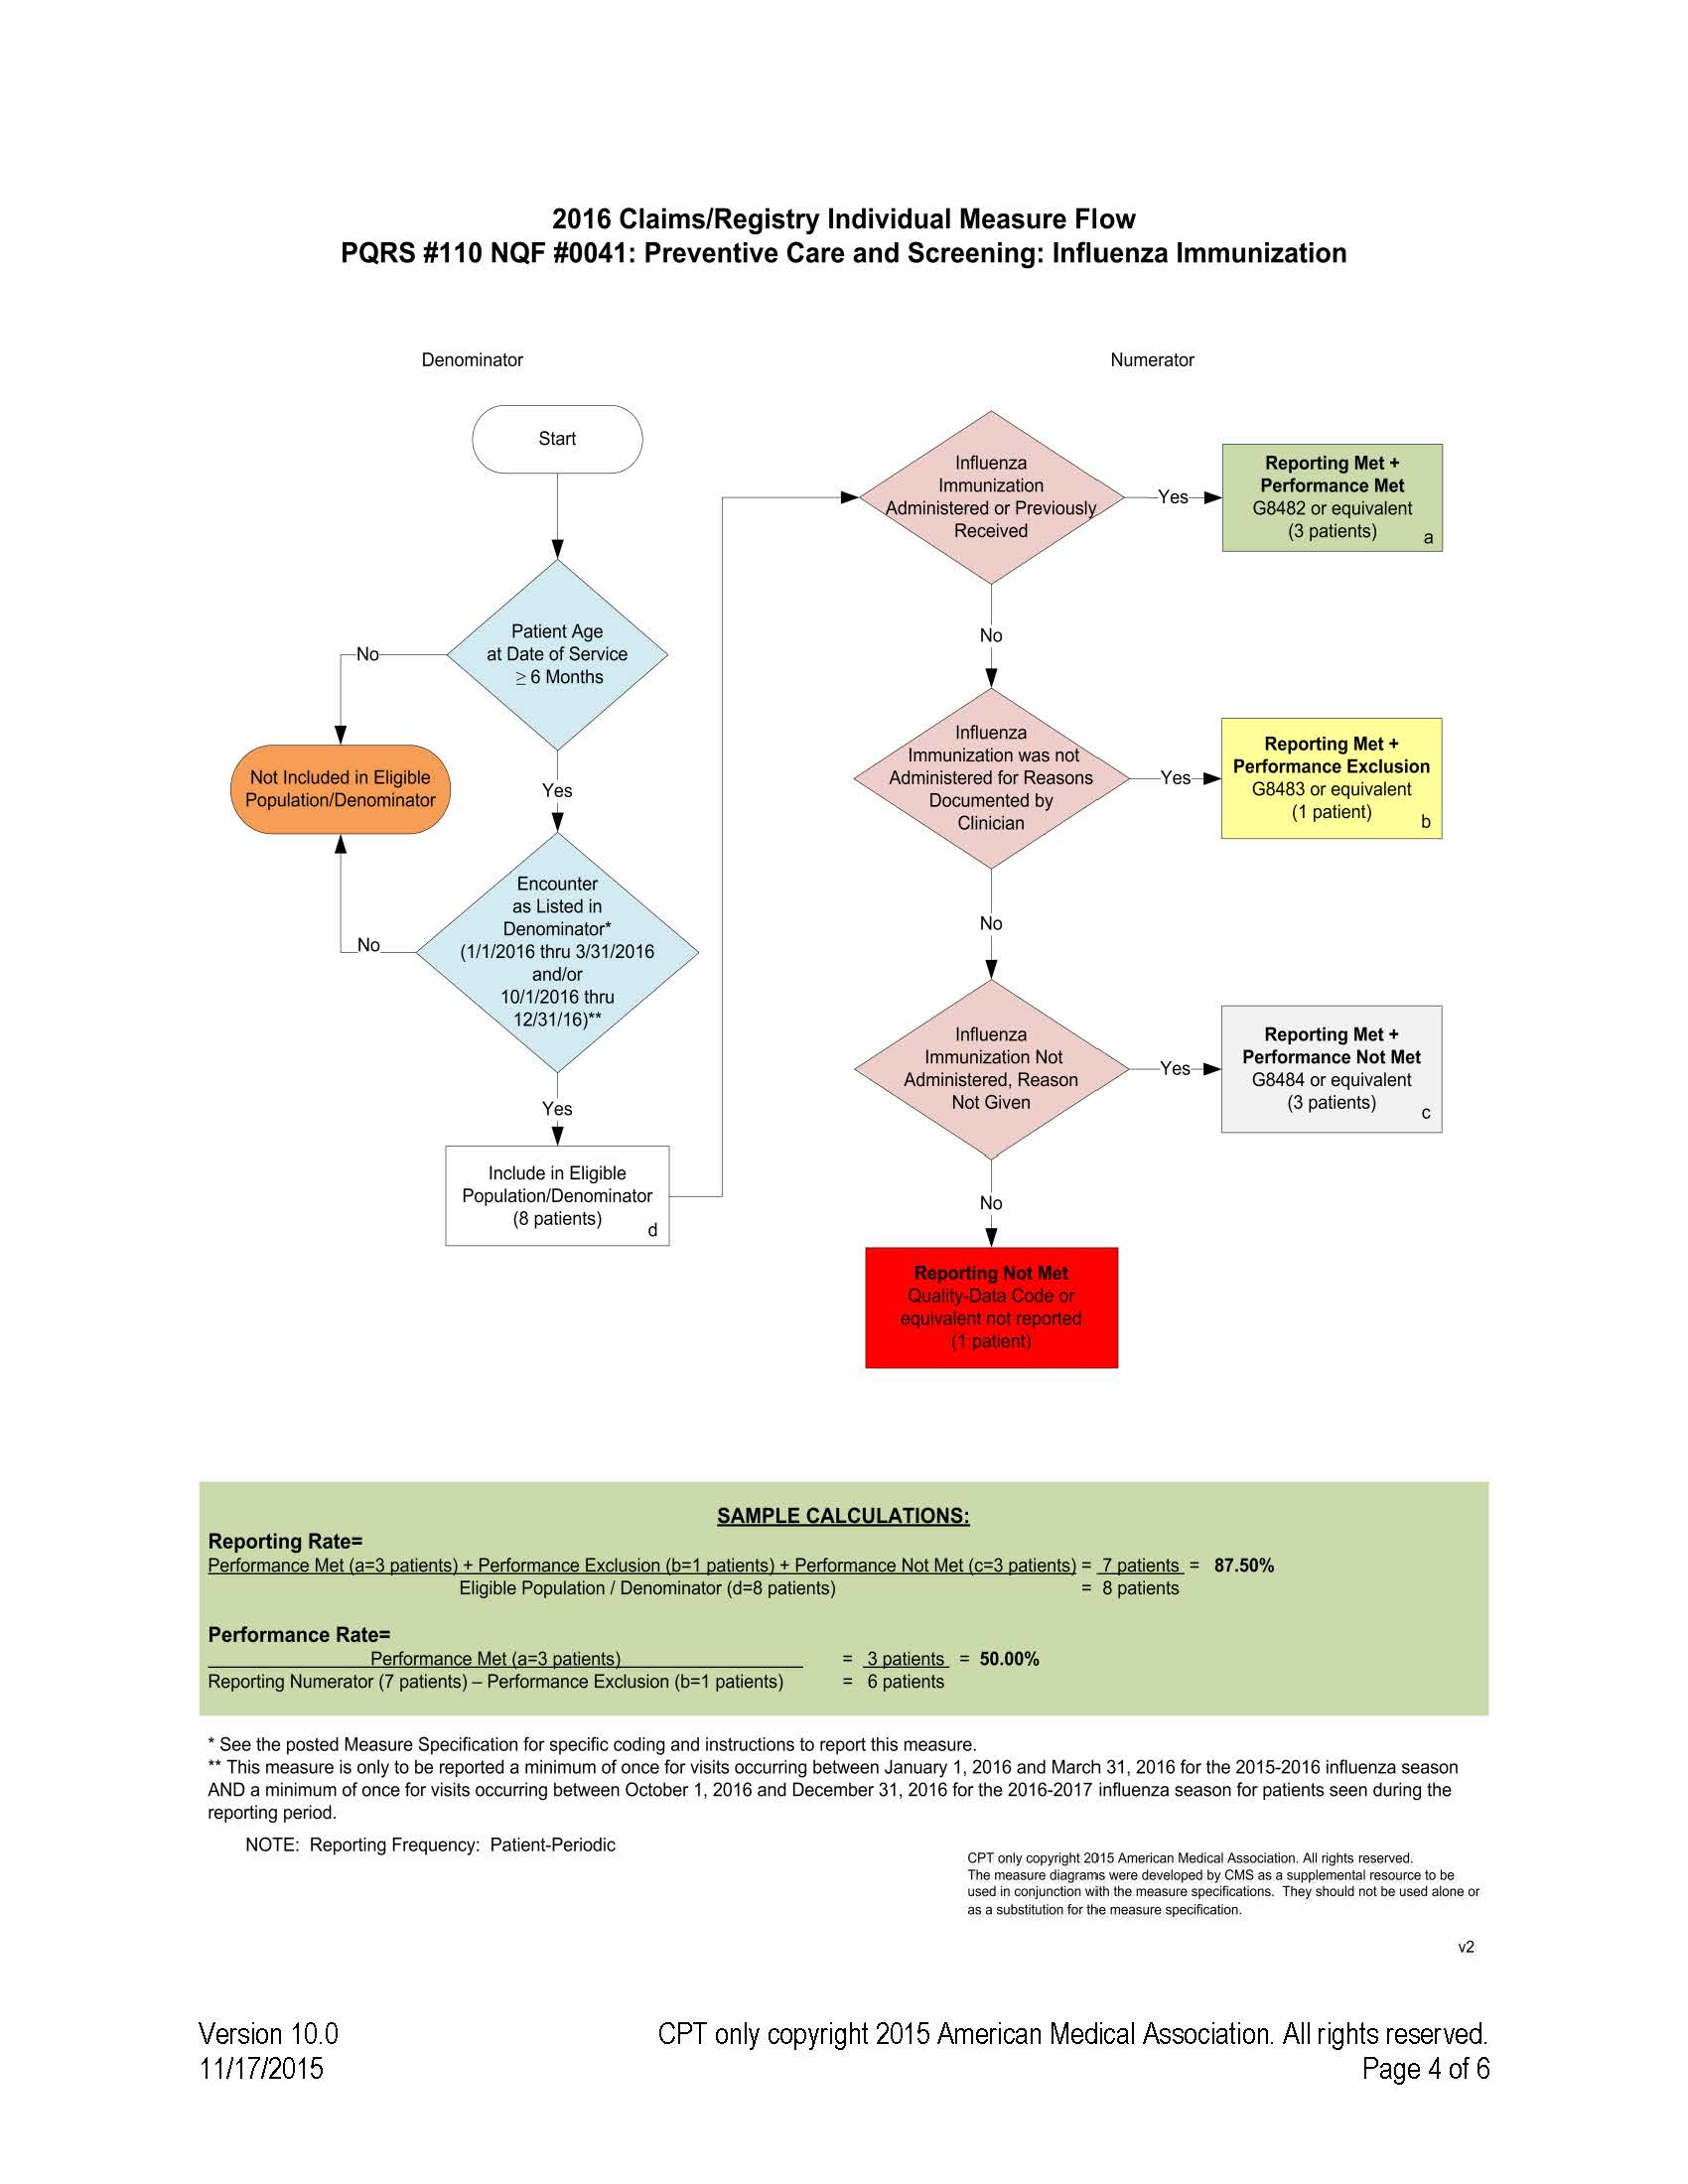 2016 Claims/Registry Individual Measure Flow
PQRS #110 NQF #0041: Preventive Care and Screening: Influenza Immunization
Denominator
Start
Patient Age
at Date of Service
≥ 6 Months
No
Not Included in Eligible
Population/Denominator
Yes
Encounter
as Listed in
Denominator*
(1/1/2016 thru 3/31/2016
and/or
10/1/2016 thru
12/31/16)**
No
Yes
Include in Eligible
Population/Denominator
(8 patients)
d
Numerator
Influenza
Immunization
Administered or Previously
Received
Yes
Reporting Met +
Performance Met
G8482 or equivalent
(3 patients)
a
No
Influenza
Immunization was not
Administered for Reasons
Documented by
Clinician
Yes
Reporting Met +
Performance Exclusion
G8483 or equivalent
(1 patient)
b
No
Influenza
Immunization Not
Administered, Reason
Not Given
Yes
Reporting Met +
Performance Not Met
G8484 or equivalent
(3 patients)
c
No
Reporting Not Met
Quality-Data Code or
equivalent not reported
(1 patient)
SAMPLE CALCULATIONS:
Reporting Rate=
Performance Met (a=3 patients) + Performance Exclusion (b=1 patients) + Performance Not Met (c=3 patients) = 7 patients = 87.50%
Eligible Population / Denominator (d=8 patients) = 8 patients
Performance Rate=
Performance Met (a=3 patients) = 3 patients = 50.00%
Reporting Numerator (7 patients) – Performance Exclusion (b=1 patients) = 6 patients
* See the posted Measure Specification for specific coding and instructions to report this measure.
** This measure is only to be reported a minimum of once for visits occurring between January 1, 2016 and March 31, 2016 for the 2015-2016 influenza season
AND a minimum of once for visits occurring between October 1, 2016 and December 31, 2016 for the 2016-2017 influenza season for patients seen during the
reporting period.
NOTE: Reporting Frequency: Patient-Periodic
CPT only copyright 2015 American Medical Association. All rights reserved.
The measure diagrams were developed by CMS as a supplemental resource to be
used in conjunction with the measure specifications. They should not be used alone or
as a substitution for the measure specification.
v2
Version 10.0
11/17/2015
CPT only copyright 2015 American Medical Association. All rights reserved.
Page 4 of 6